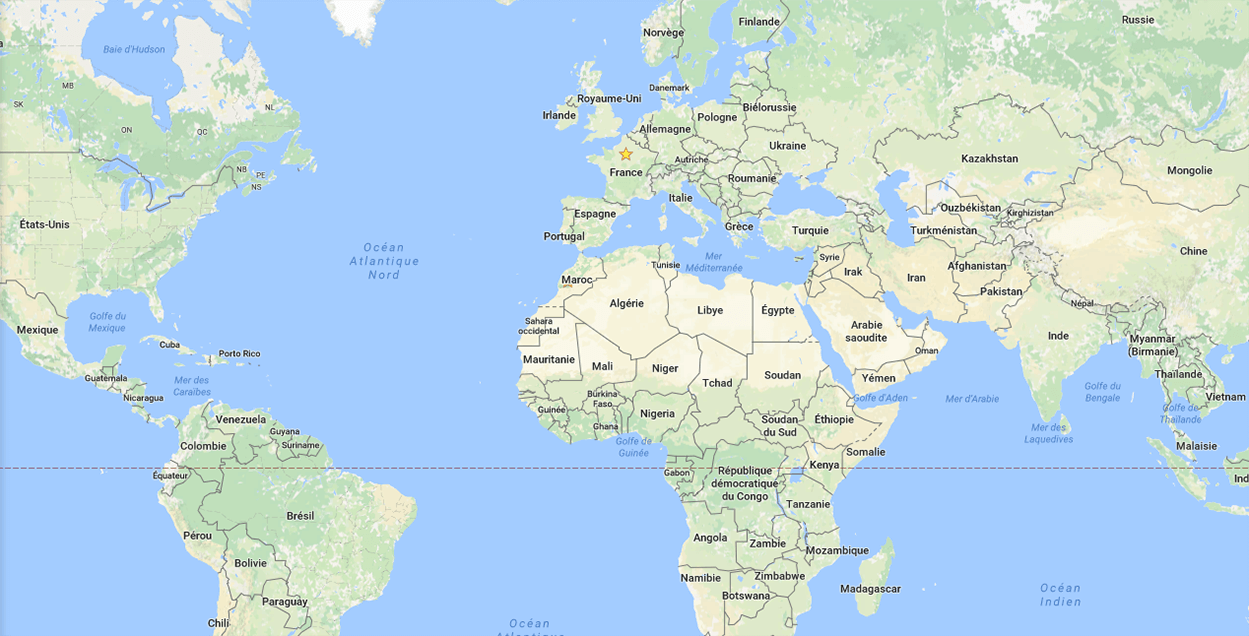 Finlande
Russie
Norvège
Baie d'Hudson
MB
Danemark
Royaume-Uni
SK
NL
Biélorussie
Irlande
Pologne
ON
QC
Allemagne
Ukraine
Autriche
Kazakhstan
NB
PE
France
Mongolie
NS
Roumanie
Italie
Ouzbékistan
Espagne
Kirghizistan
États-Unis
Grèce
Turquie
Turkménistan
Portugal
Océan
Atlantique
Nord
Chine
Mer
Méditerranée
Syrie
Tunisie
Afghanistan
Irak
Iran
Maroc
Pakistan
Algérie
Libye
Égypte
Népal
Golfe du
Mexique
Sahara
occidental
Mexique
Arabie
saoudite
Inde
Myanmar
(Birmanie)
Cuba
Porto Rico
Oman
Mauritanie
Mali
Niger
Tchad
Soudan
Yémen
Thaïlande
Guatemala
Mer des
Caraïbes
Nicaragua
Burkina
Faso
Golfe d'Aden
Mer d'Arabie
Golfe du
Bengale
Vietnam
Guinée
Nigeria
Golfe de
Thaïlande
Venezuela
Ghana
Soudan
du Sud
Éthiopie
Guyana
Mer des
Laquedives
Colombie
Suriname
Golfe de
Guinée
Somalie
Malaisie
Kenya
Équateur
Gabon
République
démocratique
du Congo
Ind
Tanzanie
Brésil
Pérou
Angola
Zambie
Mozambique
Bolivie
Namibie
Zimbabwe
Madagascar
Océan
Indien
Botswana
Paraguay
Chili
Océan
Atlantique